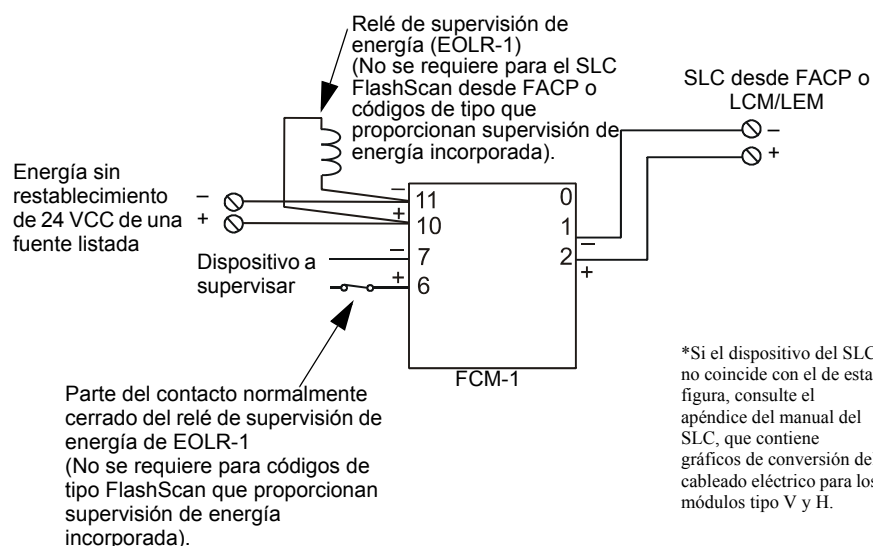 Relé de supervisión de
energía (EOLR-1)
(No se requiere para el SLC
FlashScan desde FACP o
códigos de tipo que
proporcionan supervisión de
energía incorporada).
SLC desde FACP o
LCM/LEM
–
+
Energía sin
restablecimiento
de 24 VCC de una
fuente listada
–
+
Dispositivo a
supervisar
–
11
+
10
–
7
+
6
0
1
–
2
+
FCM-1
Parte del contacto normalmente
cerrado del relé de supervisión de
energía de EOLR-1
(No se requiere para códigos de
tipo FlashScan que proporcionan
supervisión de energía
incorporada).
*Si el dispositivo del SLC
no coincide con el de esta
figura, consulte el
apéndice del manual del
SLC, que contiene
gráficos de conversión del
cableado eléctrico para los
módulos tipo V y H.